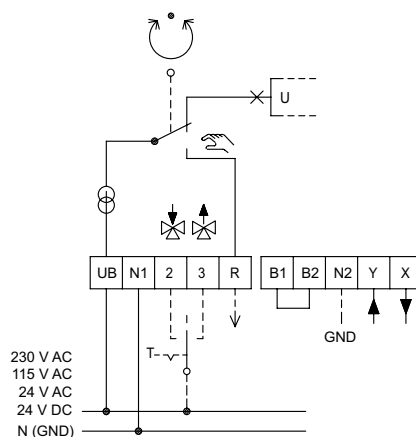 U
UB N1 2 3 R B1 B2 N2 Y X
GND
T
230 V AC
115 V AC
24 V AC
24 V DC
N (GND)